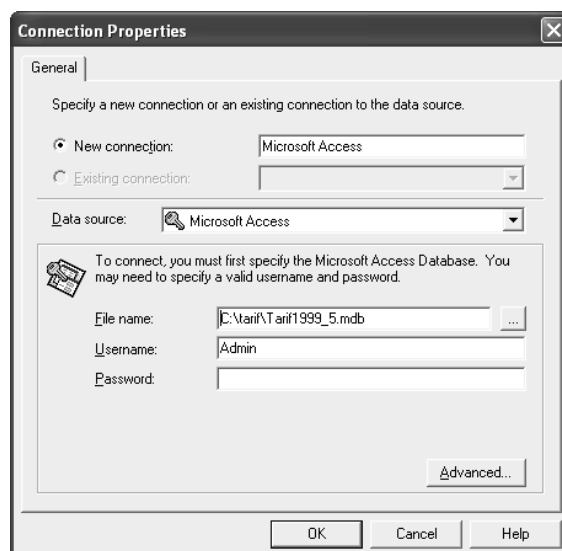 Connection Properties
General
Specify a new connection or an existing connection to the data source.
New connection: Microsoft Access
Existing connection:
Data source: Microsoft Access
To connect, you must first specify the Microsoft Access Database. You
may need to specify a valid username and password.
File name: C:\tarif\Tarif1999_5.mdb ...
Username: Admin
Password:
Advanced...
OK Cancel Help